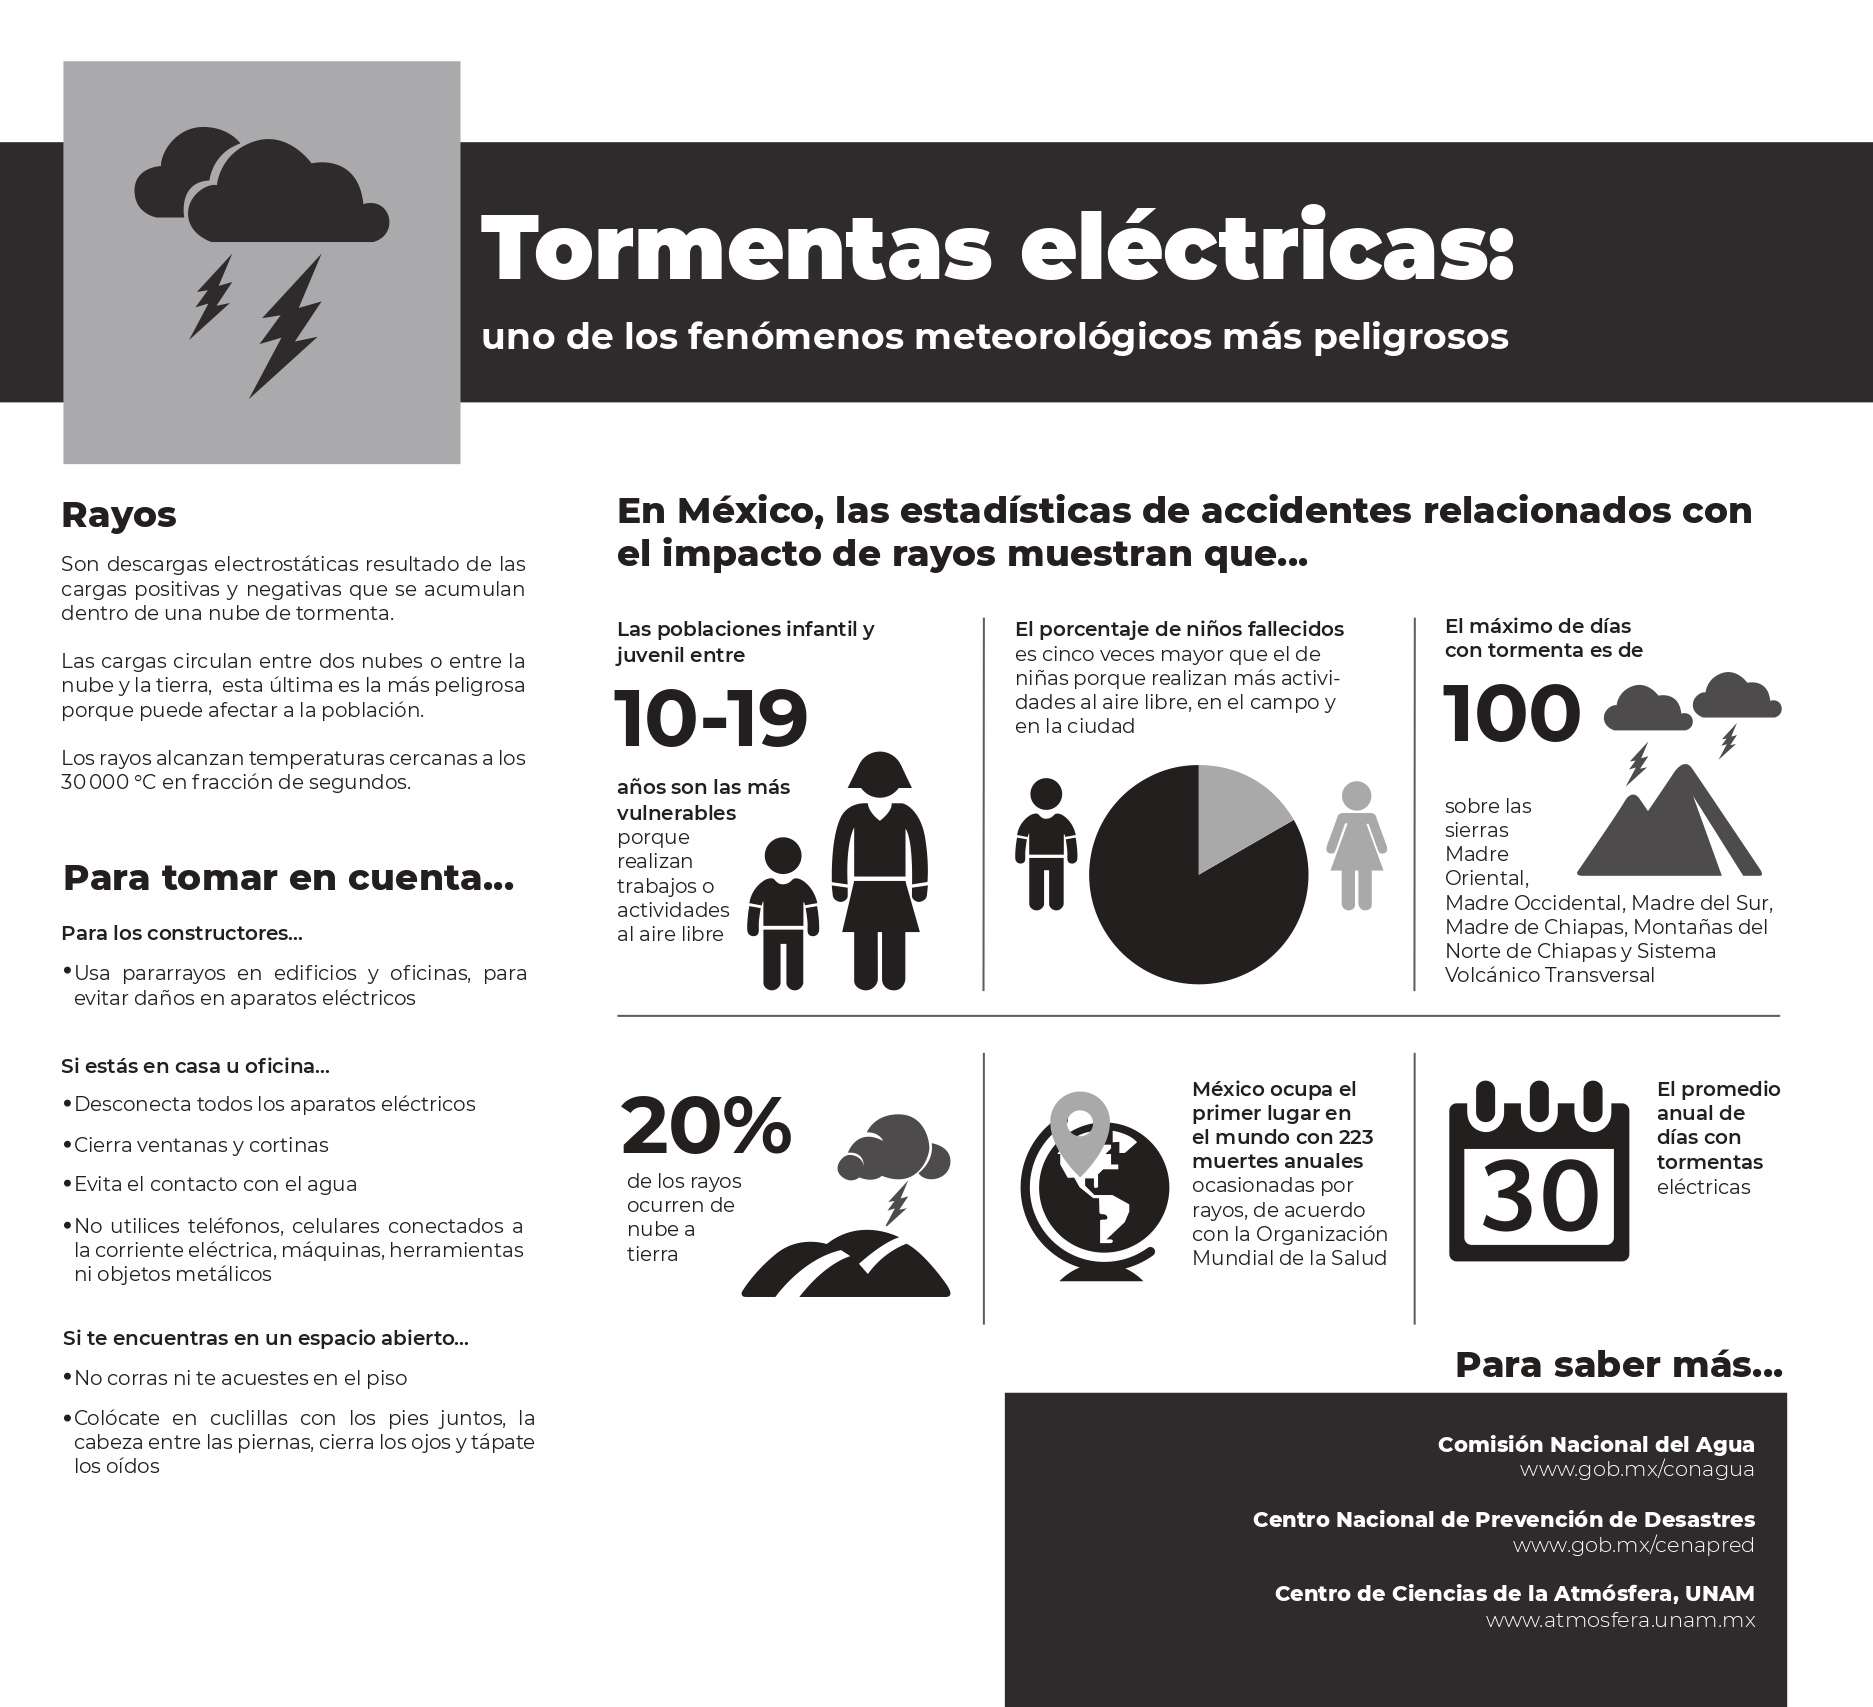 Tormentas eléctricas:
uno de los fenómenos meteorológicos más peligrosos
Rayos
Son descargas electrostáticas resultado de las
cargas positivas y negativas que se acumulan
dentro de una nube de tormenta.
Las cargas circulan entre dos nubes o entre la
nube y la tierra, esta última es la más peligrosa
porque puede afectar a la población.
Los rayos alcanzan temperaturas cercanas a los
30 000 °C en fracción de segundos.
Para tomar en cuenta...
Para los constructores...
•Usa pararrayos en edificios y oficinas, para
evitar daños en aparatos eléctricos
Si estás en casa u oficina...
•Desconecta todos los aparatos eléctricos
•Cierra ventanas y cortinas
•Evita el contacto con el agua
•No utilices teléfonos, celulares conectados a
la corriente eléctrica, máquinas, herramientas
ni objetos metálicos
Si te encuentras en un espacio abierto...
•No corras ni te acuestes en el piso
•Colócate en cuclillas con los pies juntos, la
cabeza entre las piernas, cierra los ojos y tápate
los oídos
En México, las estadísticas de accidentes relacionados con
el impacto de rayos muestran que...
Las poblaciones infantil y
juvenil entre
10-19
años son las más
vulnerables
porque
realizan
trabajos o
actividades
al aire libre
El porcentaje de niños fallecidos
es cinco veces mayor que el de
niñas porque realizan más activi-
dades al aire libre, en el campo y
en la ciudad
El máximo de días
con tormenta es de
100
sobre las
sierras
Madre
Oriental,
Madre Occidental, Madre del Sur,
Madre de Chiapas, Montañas del
Norte de Chiapas y Sistema
Volcánico Transversal
20%
de los rayos
ocurren de
nube a
tierra
México ocupa el
primer lugar en
el mundo con 223
muertes anuales
ocasionadas por
rayos, de acuerdo
con la Organización
Mundial de la Salud
30
El promedio
anual de
días con
tormentas
eléctricas
Para saber más...
Comisión Nacional del Agua
www.gob.mx/conagua
Centro Nacional de Prevención de Desastres
www.gob.mx/cenapred
Centro de Ciencias de la Atmósfera, UNAM
www.atmosfera.unam.mx